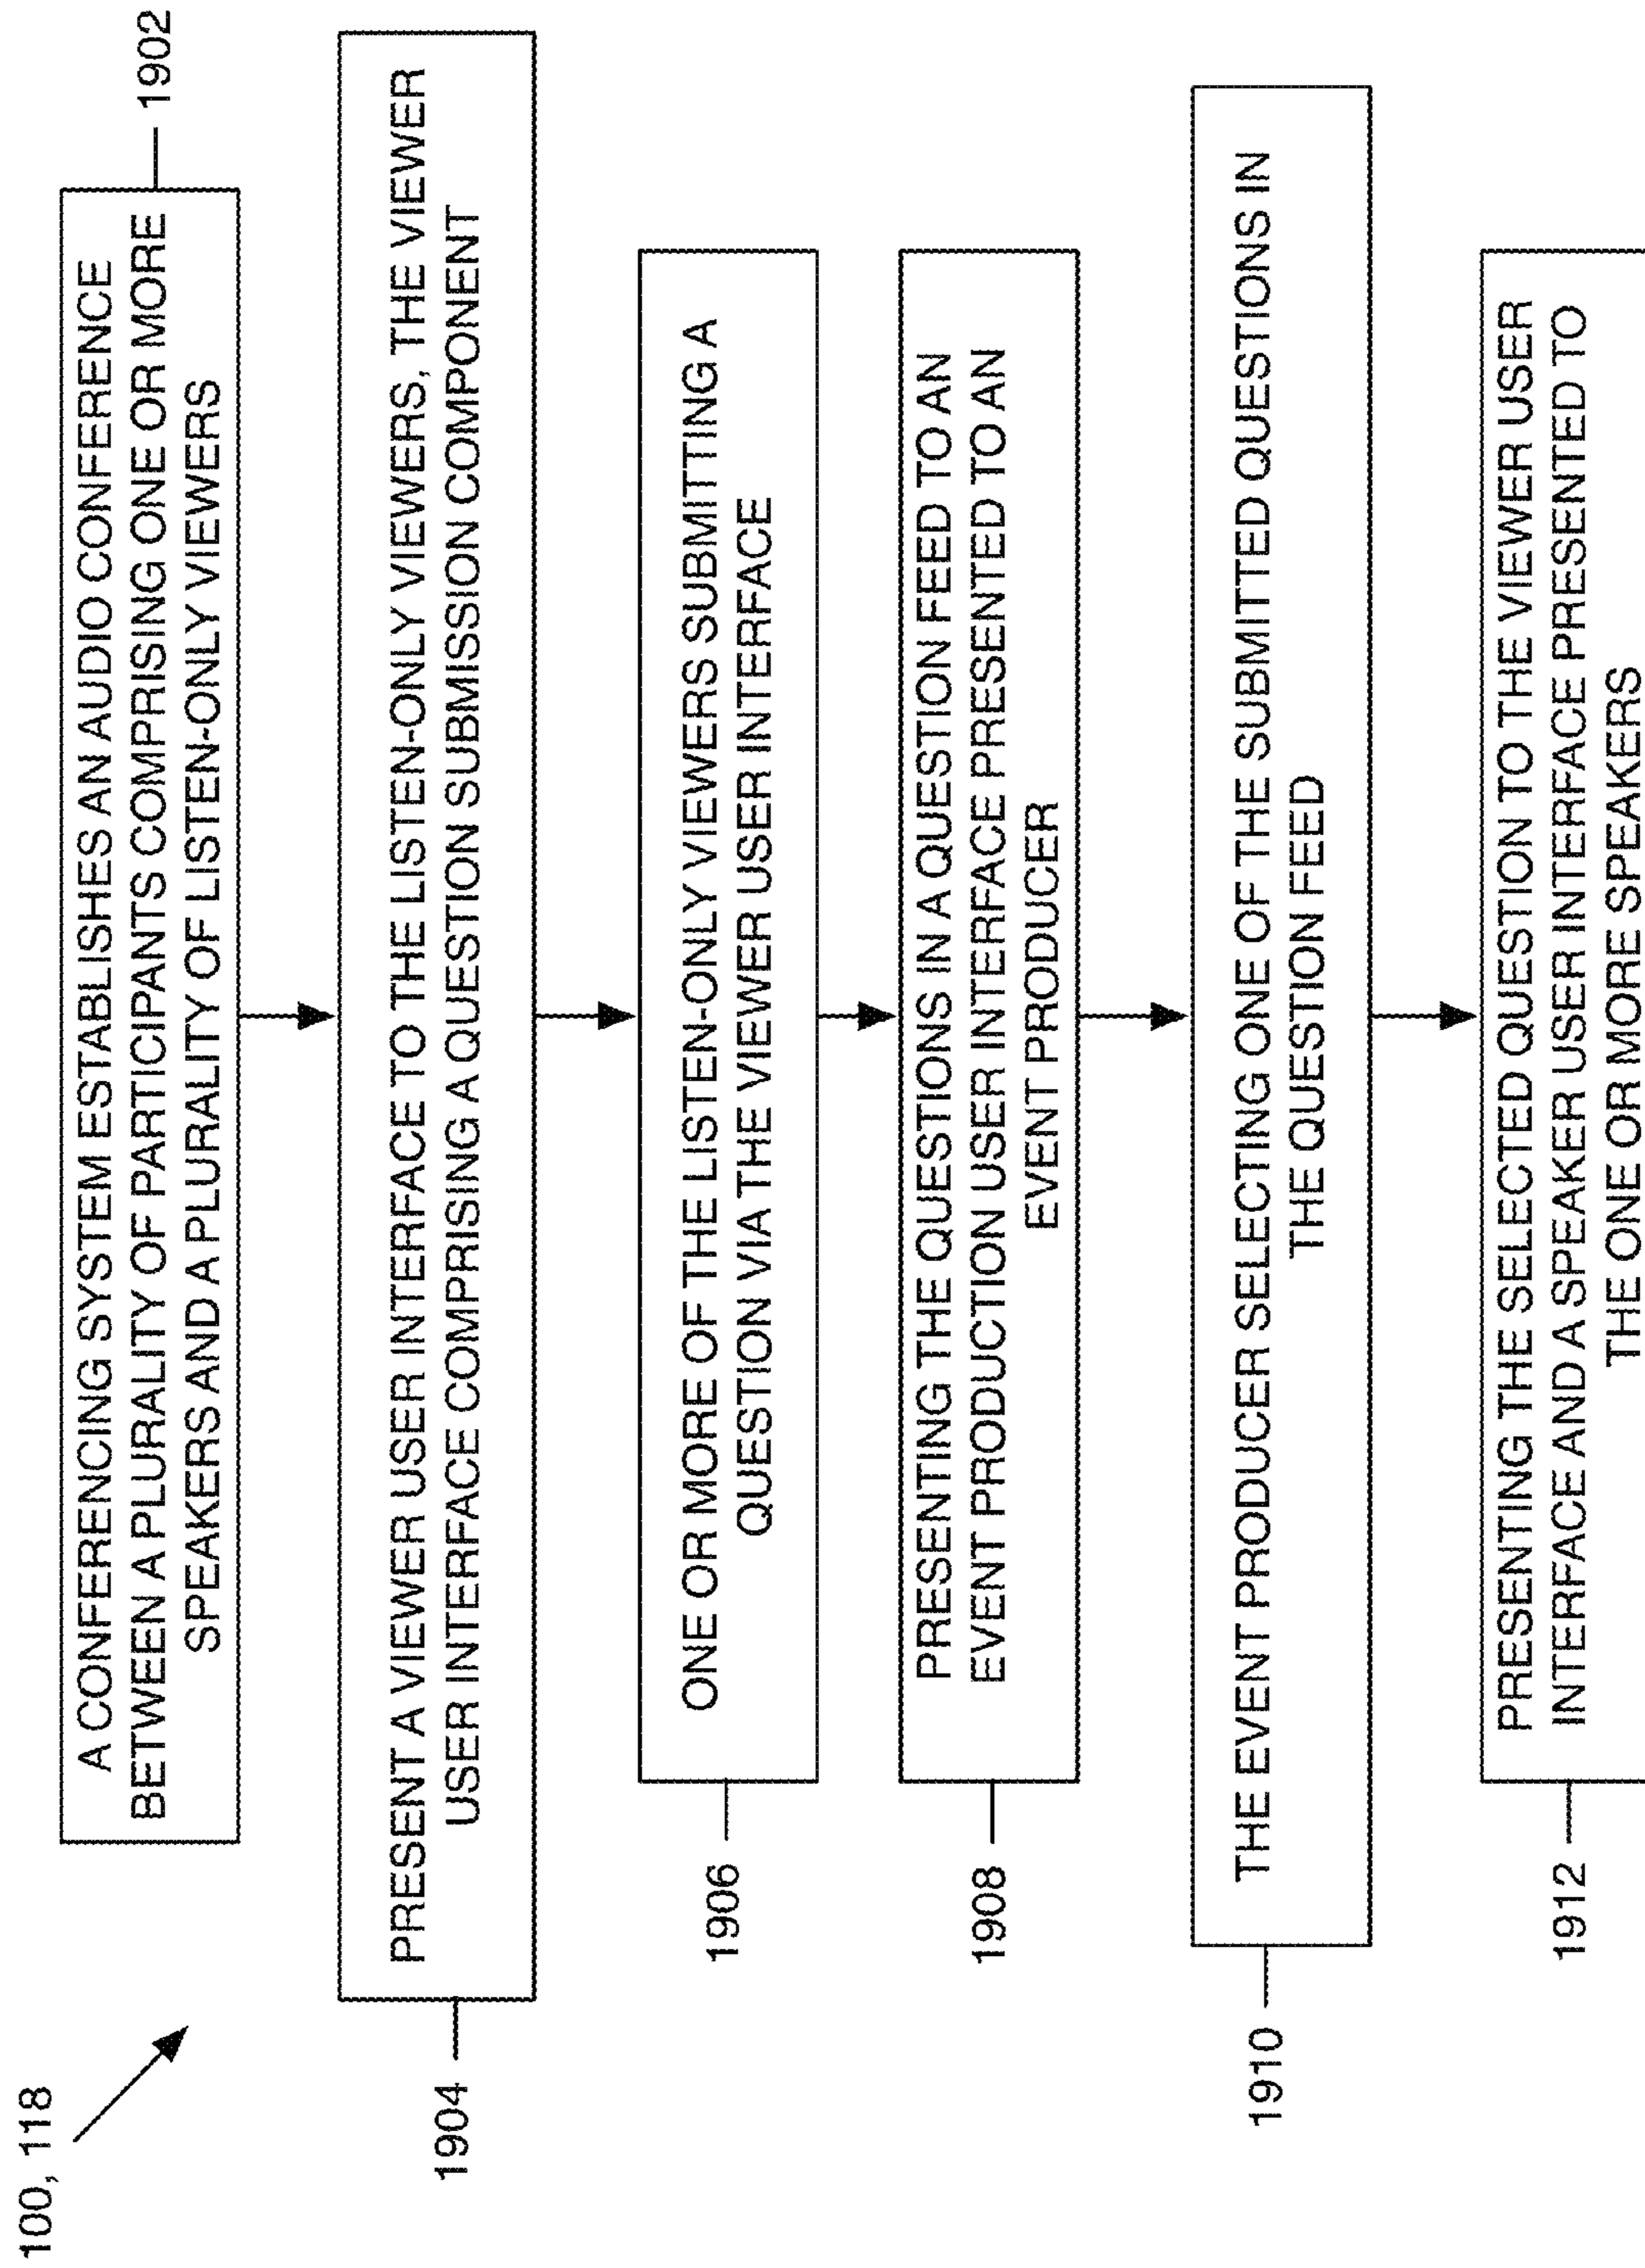 100, 118
A CONFERENCING SYSTEM ESTABLISHES AN AUDIO CONFERENCE
BETWEEN A PLURALITY OF PARTICIPANTS COMPRISING ONE OR MORE
SPEAKERS AND A PLURALITY OF LISTEN-ONLY VIEWERS
1902
PRESENT A VIEWER USER INTERFACE TO THE LISTEN-ONLY VIEWERS, THE VIEWER
USER INTERFACE COMPRISING A QUESTION SUBMISSION COMPONENT
1904
ONE OR MORE OF THE LISTEN-ONLY VIEWERS SUBMITTING A
QUESTION VIA THE VIEWER USER INTERFACE
1906
PRESENTING THE QUESTIONS IN A QUESTION FEED TO AN
EVENT PRODUCTION USER INTERFACE PRESENTED TO AN
EVENT PRODUCER
1908
THE EVENT PRODUCER SELECTING ONE OF THE SUBMITTED QUESTIONS IN
THE QUESTION FEED
1910
PRESENTING THE SELECTED QUESTION TO THE VIEWER USER
INTERFACE AND A SPEAKER USER INTERFACE PRESENTED TO
THE ONE OR MORE SPEAKERS
1912